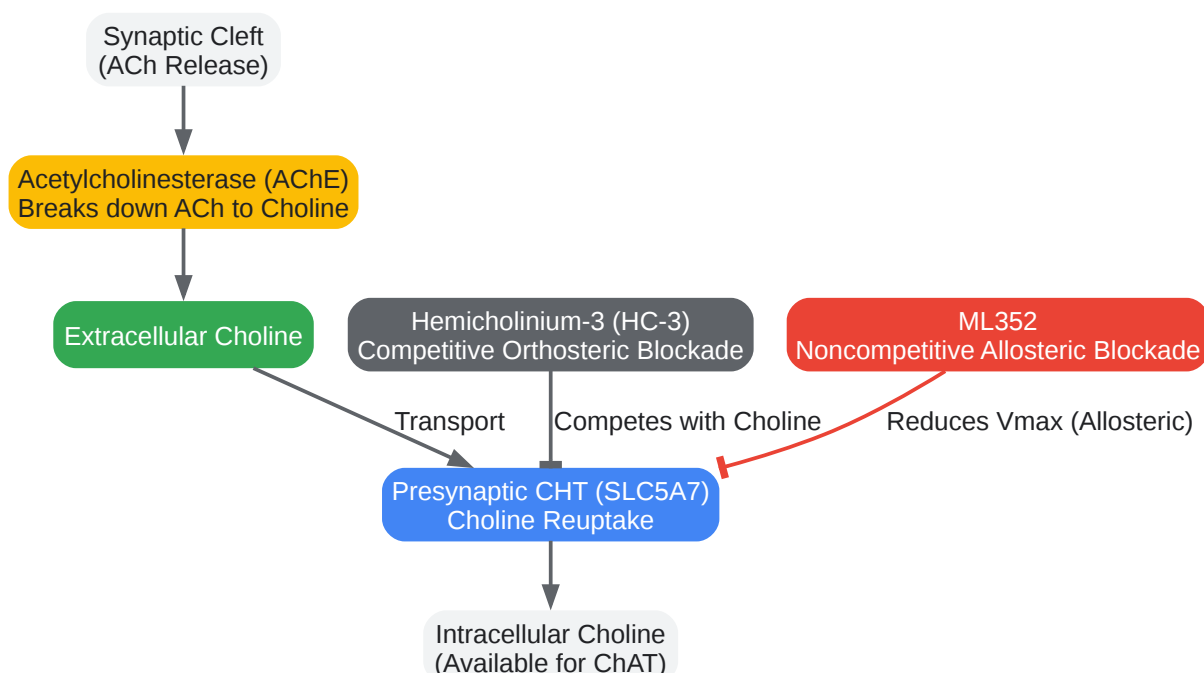 Synaptic Cleft
(ACh Release)
Acetylcholinesterase (AChE)
Breaks down ACh to Choline
Extracellular Choline
Hemicholinium-3 (HC-3)
Competitive Orthosteric Blockade
ML352
Noncompetitive Allosteric Blockade
Transport
Competes with Choline
Reduces Vmax (Allosteric)
Presynaptic CHT (SLC5A7)
Choline Reuptake
Intracellular Choline
(Available for ChAT)